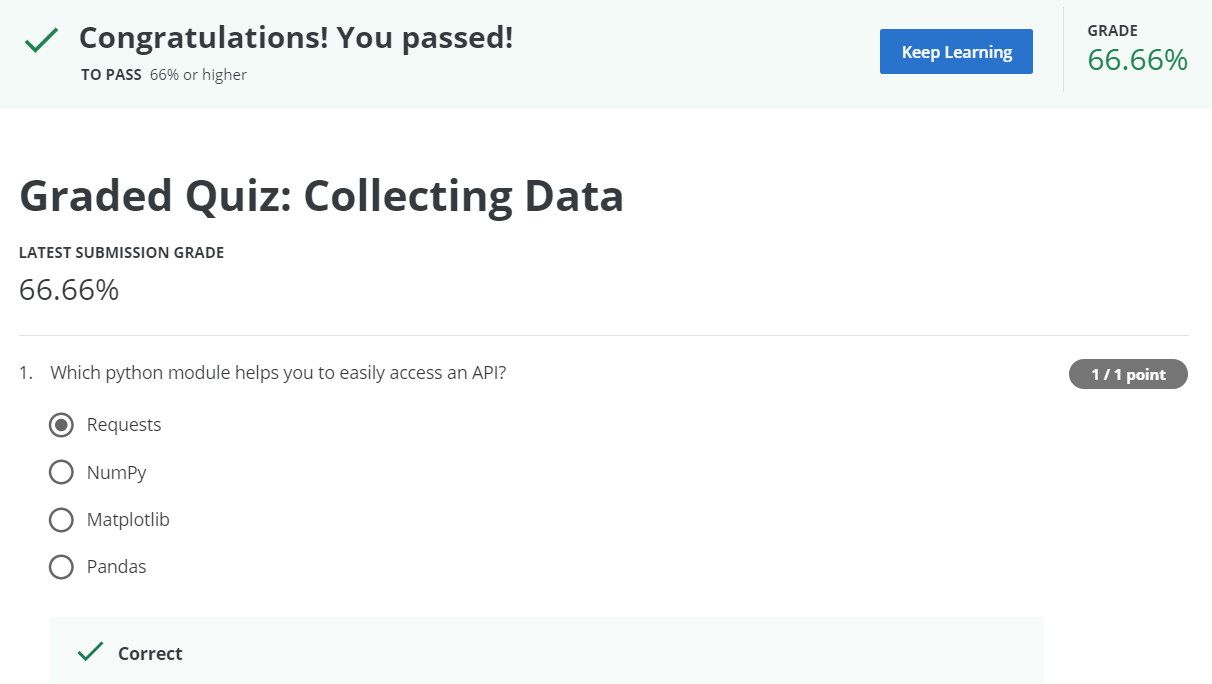 Congratulations! You passed!
TO PASS 66% or higher
Keep Learning
GRADE
66.66%
Graded Quiz: Collecting Data
LATEST SUBMISSION GRADE
66.66%
1. Which python module helps you to easily access an API?
1 / 1 point
Requests
NumPy
Matplotlib
Pandas
Correct